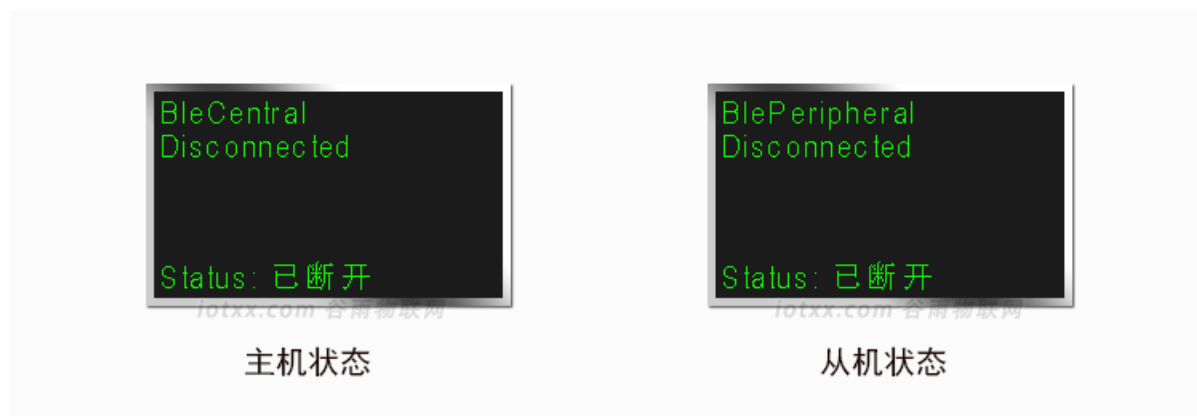 BleCentral
Disconnected
Status: 已断开
iotxx.com 谷雨物联网
主机状态
BlePeripheral
Disconnected
Status: 已断开
iotxx.com 谷雨物联网
从机状态